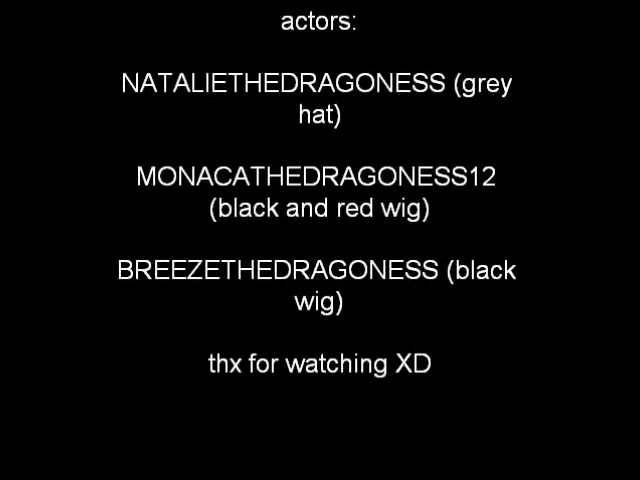 actors:
NATALIETHEDRAGONESS (grey
hat)
MONACATHEDRAGONESS12
(black and red wig)
BREEZETHEDRAGONESS (black
wig)
thx for watching XD